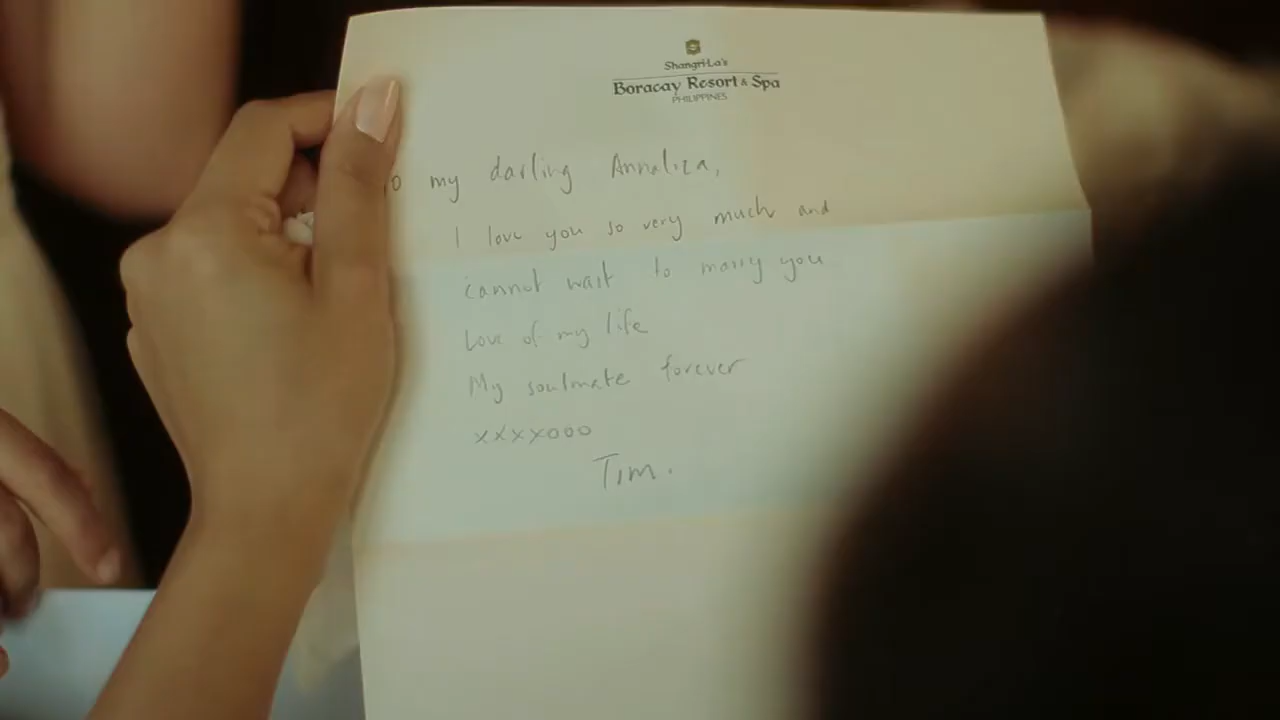 Shangri-La's
Boracay Resort & Spa
PHILIPPINES
To my darling Annaliza,
I love you so very much and
cannot wait to marry you
Love of my life
My soulmate forever
xxxxooo
Tim.